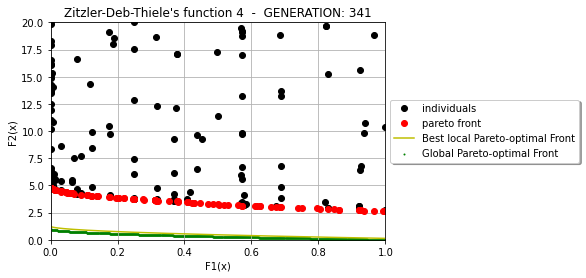 Zitzler-Deb-Thiele's function 4  -  GENERATION: 341
20.0
17.5
15.0
12.5
10.0
7.5
5.0
2.5
0.0
F2(x)
0.0 0.2 0.4 0.6 0.8 1.0
F1(x)
individuals
pareto front
Best local Pareto-optimal Front
Global Pareto-optimal Front